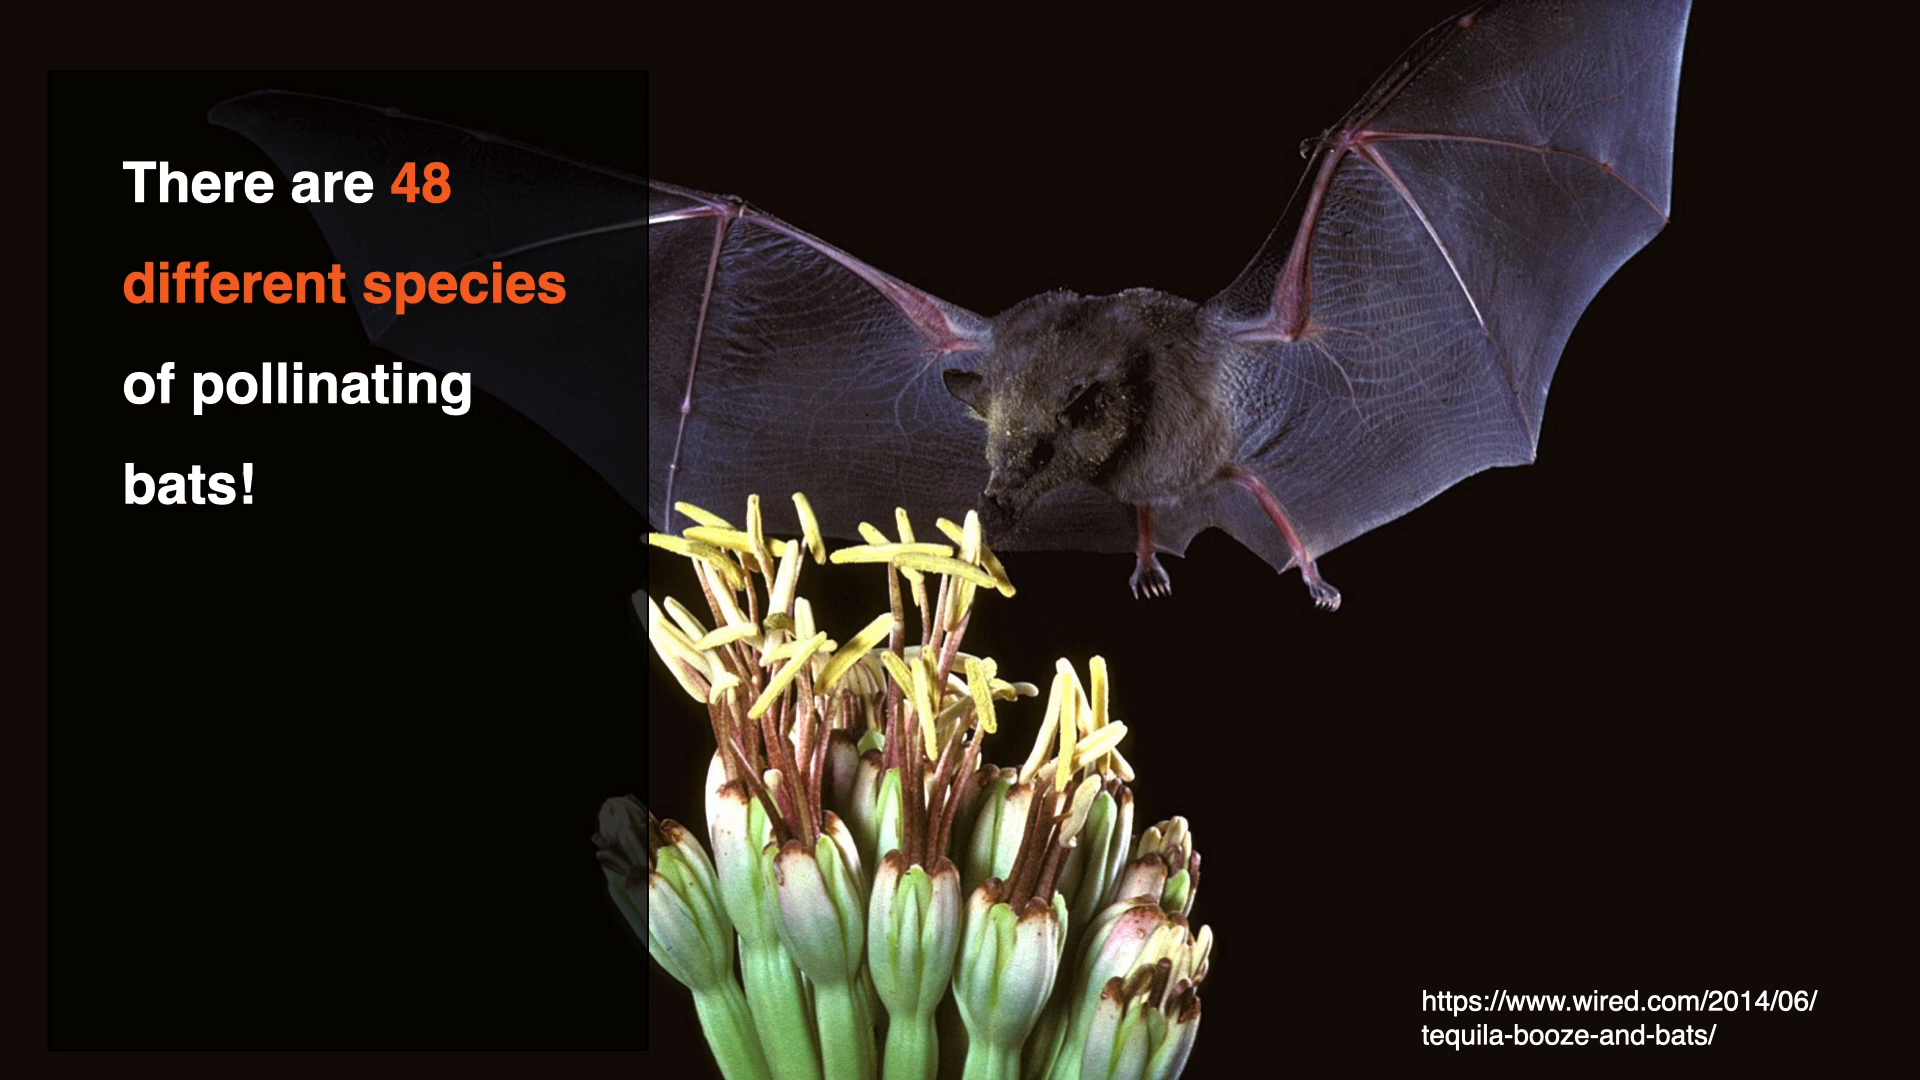 There are 48
different species
of pollinating
bats!
https://www.wired.com/2014/06/
tequila-booze-and-bats/